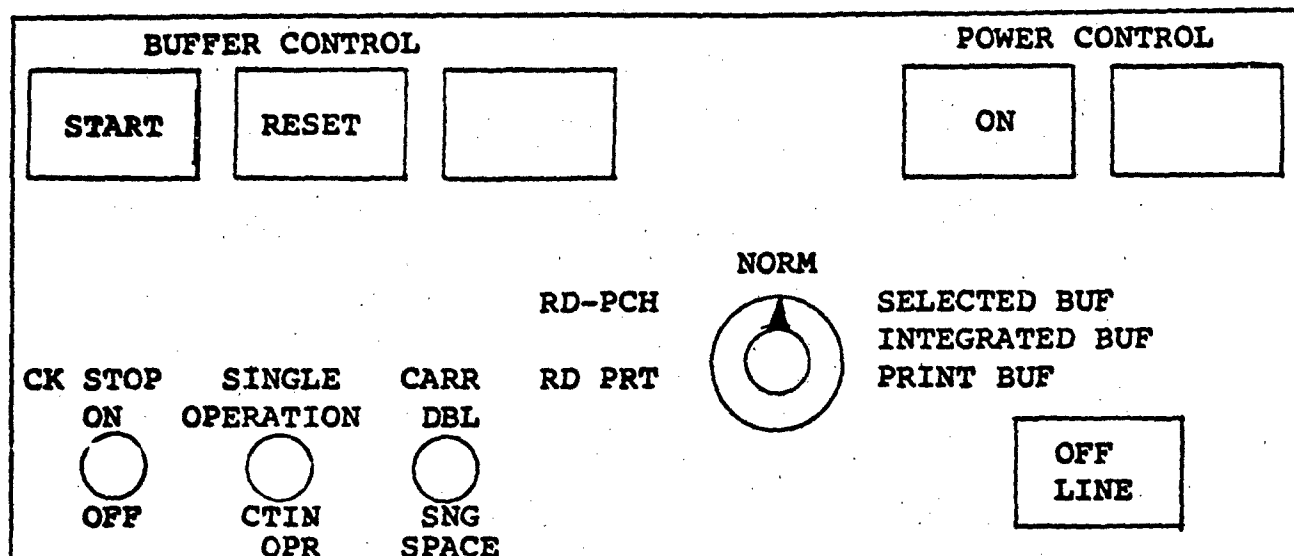 BUFFER CONTROL
POWER CONTROL
START
RESET
ON
NORM
RD-PCH
SELECTED BUF
INTEGRATED BUF
RD PRT
PRINT BUF
CK STOP
ON
OFF
SINGLE
OPERATION
CTIN
OPR
CARR
DBL
SNG
SPACE
OFF
LINE